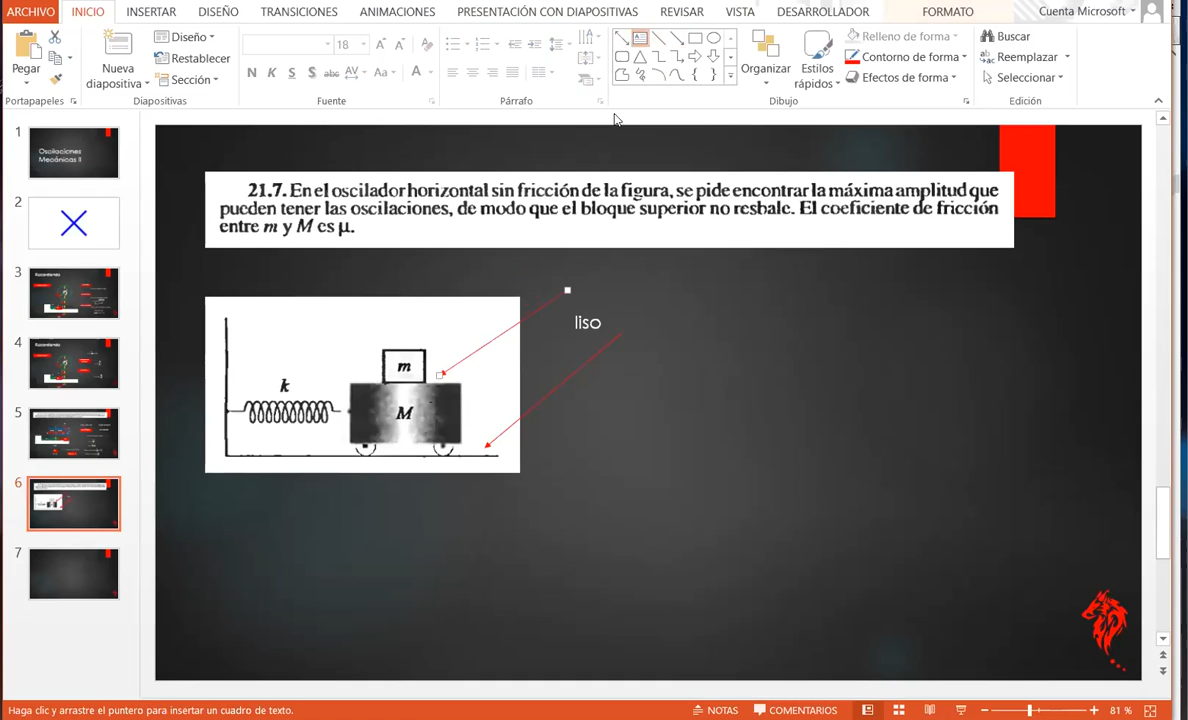 ARCHIVO INICIO INSERTAR DISEÑO TRANSICIONES ANIMACIONES PRESENTACIÓN CON DIAPOSITIVAS REVISAR VISTA DESARROLLADOR FORMATO Cuenta Microsoft
Pegar
Nueva diapositiva
Diseño
Restablecer
Sección
18
N K S S abc AV Aa A
Organizar
Estilos rápidos
Relleno de forma
Contorno de forma
Efectos de forma
Buscar
Reemplazar
Seleccionar
Portapapeles Diapositivas Fuente Párrafo Dibujo Edición
1
Oscilaciones
Mecánicas II
2
3
4
5
6
7
21.7. En el oscilador horizontal sin fricción de la figura, se pide encontrar la máxima amplitud que
pueden tener las oscilaciones, de modo que el bloque superior no resbale. El coeficiente de fricción
entre m y M es μ.
liso
m
k
M
Haga clic y arrastre el puntero para insertar un cuadro de texto.
NOTAS COMENTARIOS 81 %